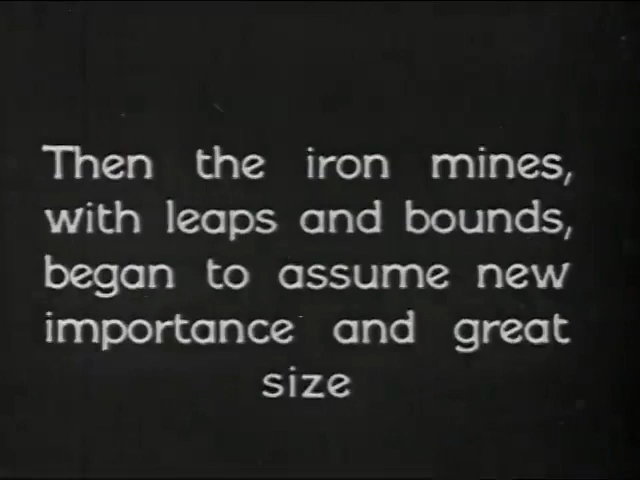 Then the iron mines,
with leaps and bounds,
began to assume new
importance and great
size